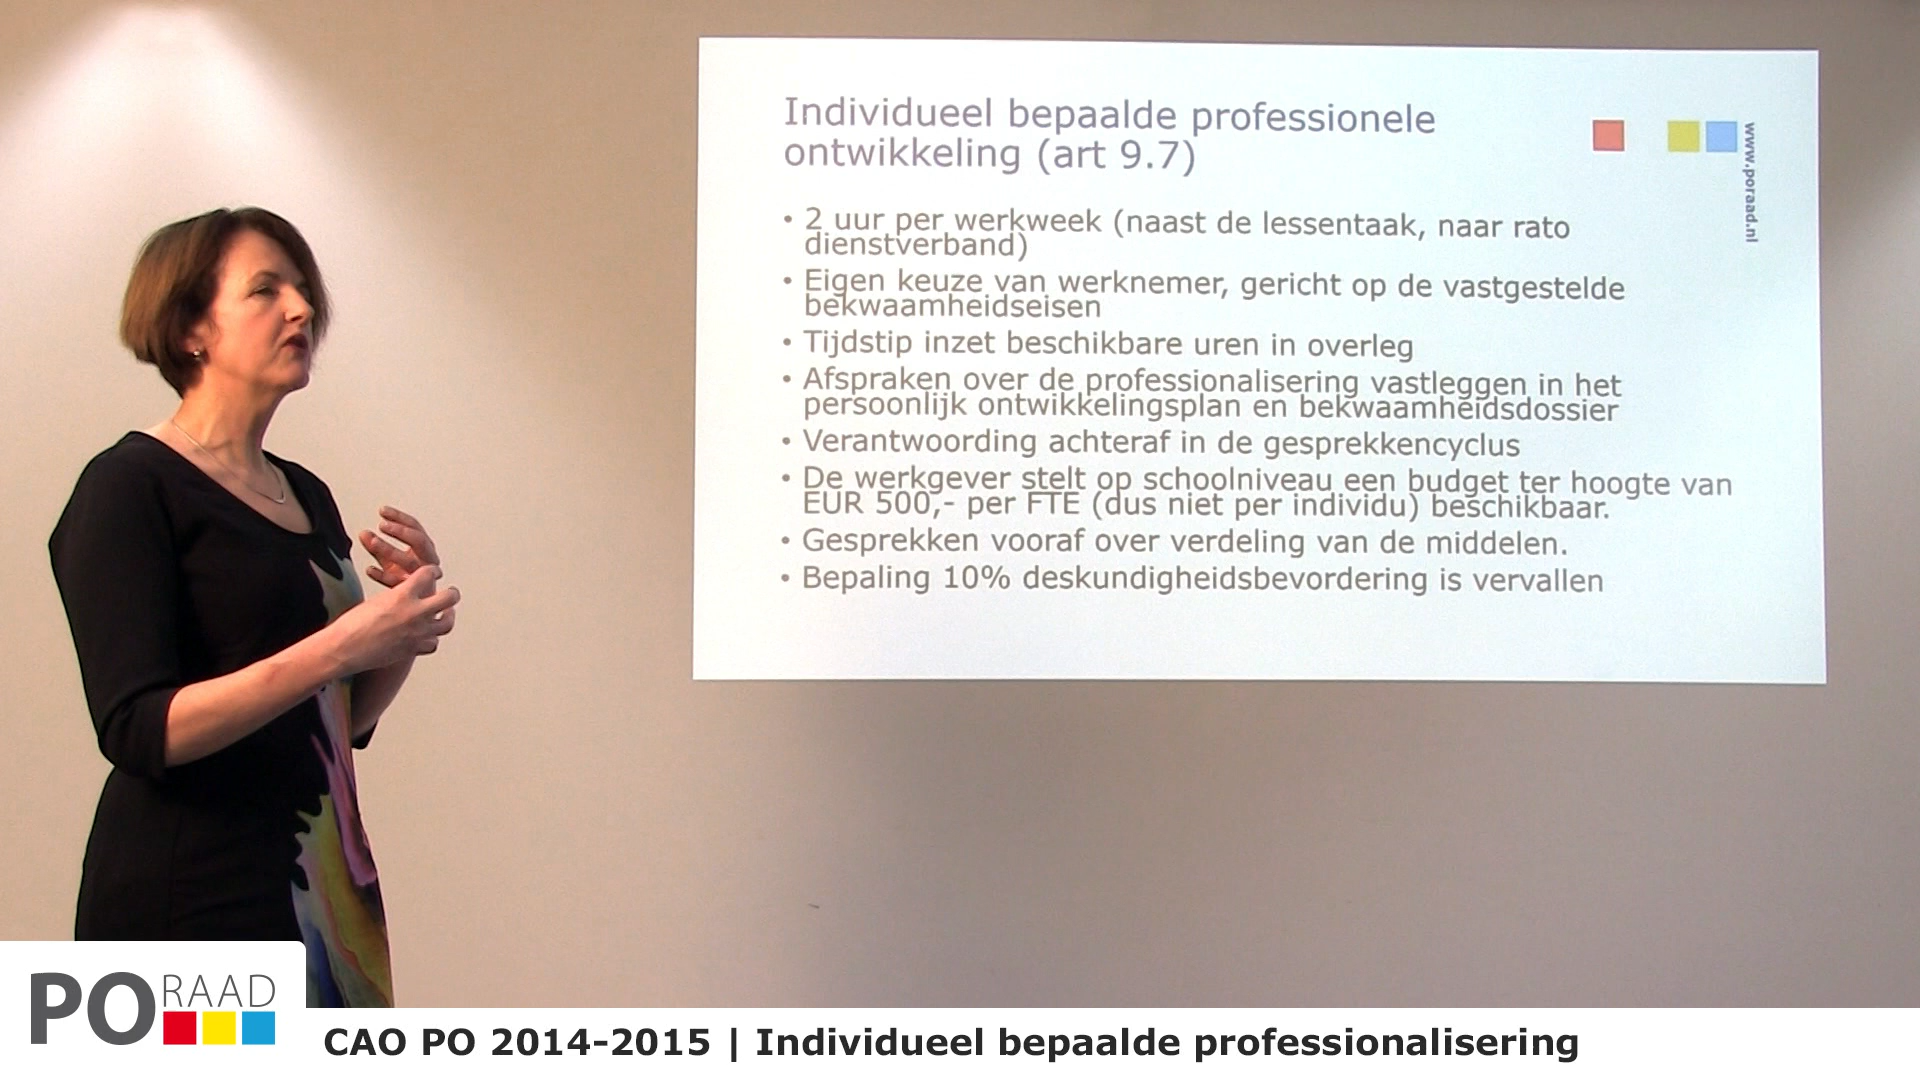 Individueel bepaalde professionele
ontwikkeling (art 9.7)
www.poraad.nl
• 2 uur per werkweek (naast de lessentaak, naar rato
dienstverband)
• Eigen keuze van werknemer, gericht op de vastgestelde
bekwaamheidseisen
• Tijdstip inzet beschikbare uren in overleg
• Afspraken over de professionalisering vastleggen in het
persoonlijk ontwikkelingsplan en bekwaamheidsdossier
• Verantwoording achteraf in de gesprekkencyclus
• De werkgever stelt op schoolniveau een budget ter hoogte van
EUR 500,- per FTE (dus niet per individu) beschikbaar.
• Gesprekken vooraf over verdeling van de middelen.
• Bepaling 10% deskundigheidsbevordering is vervallen
PO RAAD
CAO PO 2014-2015 | Individueel bepaalde professionalisering